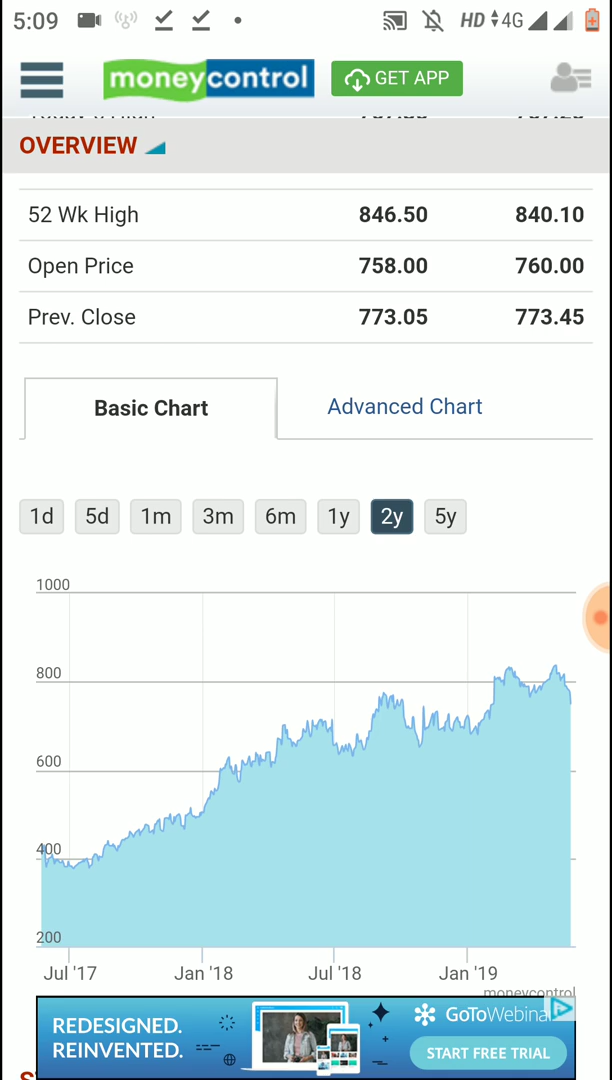 5:09 HD 4G
moneycontrol GET APP
OVERVIEW
52 Wk High 846.50 840.10
Open Price 758.00 760.00
Prev. Close 773.05 773.45
Basic Chart Advanced Chart
1d 5d 1m 3m 6m 1y 2y 5y
1000
800
600
400
200
Jul '17 Jan '18 Jul '18 Jan '19
moneycontrol
REDESIGNED.
REINVENTED.
GoToWebina
START FREE TRIAL